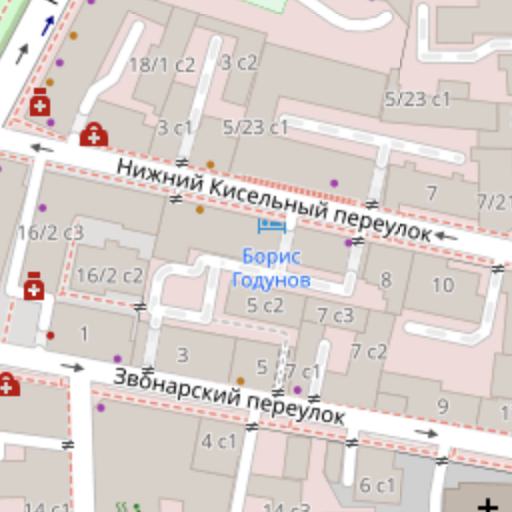 18/1 с2
3 с2
5/23 с1
3 с1
5/23 с1
Нижний Кисельный переулок
7
7/21
16/2 с3
Борис
Годунов
16/2 с2
8
10
5 с2
7 с3
1
3
5
7 с1
7 с2
Звонарский переулок
9
4 с1
6 с1
14 с1
14 с3